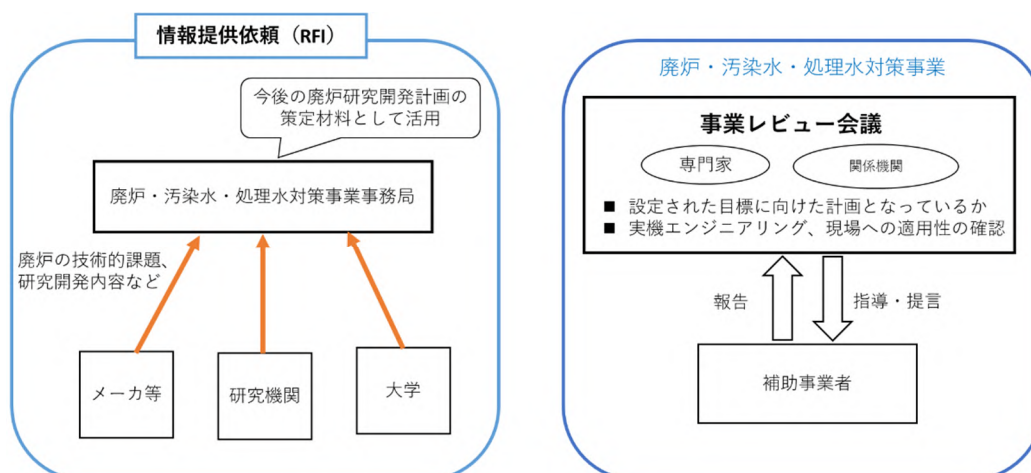 情報提供依頼（RFI）
今後の廃炉研究開発計画の
策定材料として活用
廃炉・汚染水・処理水対策事業事務局
廃炉の技術的課題、
研究開発内容など
メーカ等
研究機関
大学
廃炉・汚染水・処理水対策事業
事業レビュー会議
専門家
関係機関
■ 設定された目標に向けた計画となっているか
■ 実機エンジニアリング、現場への適用性の確認
報告
指導・提言
補助事業者